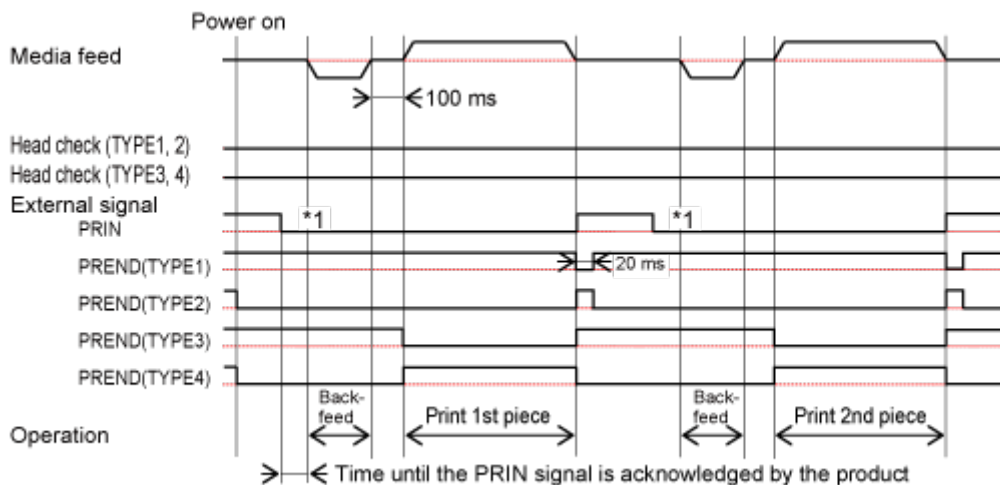 Power on
Media feed
100 ms
Head check (TYPE1, 2)
Head check (TYPE3, 4)
External signal
PRIN
*1
*1
PREND(TYPE1)
20 ms
PREND(TYPE2)
PREND(TYPE3)
PREND(TYPE4)
Back-
feed
Print 1st piece
Back-
feed
Print 2nd piece
Operation
Time until the PRIN signal is acknowledged by the product